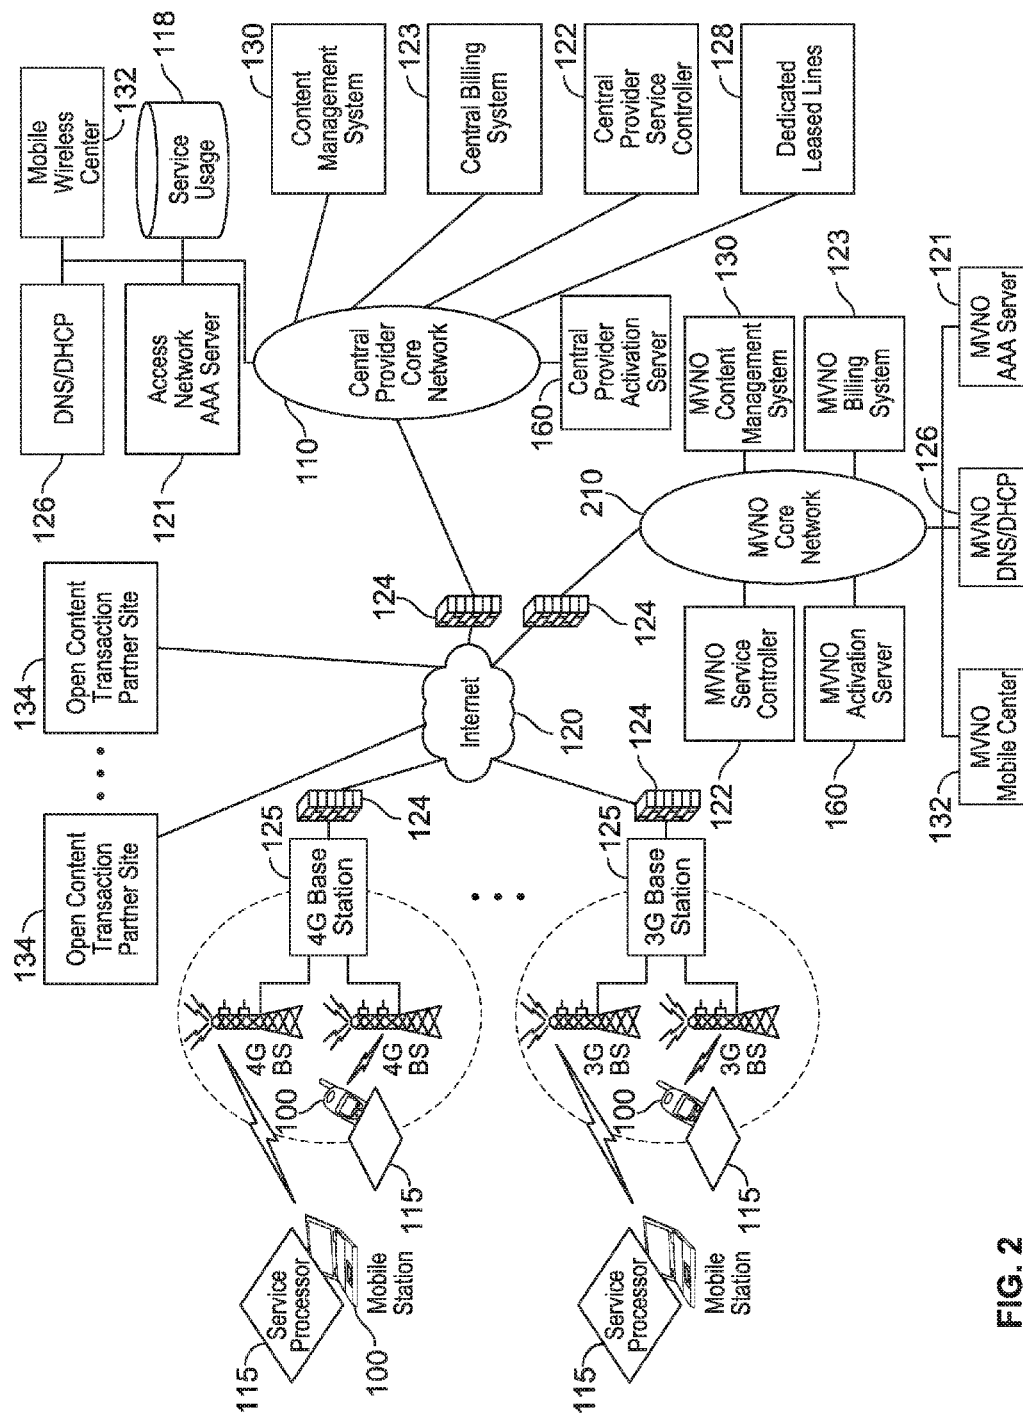 134
Open Content
Transaction
Partner Site
134
Open Content
Transaction
Partner Site
126
DNS/DHCP
Mobile
Wireless
Center
132
121
Access
Network
AAA Server
Service
Usage
118
110
Central
Provider
Core
Network
Content
Management
System
130
Central Billing
System
123
Central
Provider
Service
Controller
122
Dedicated
Leased Lines
128
160
Central
Provider
Activation
Server
115
Service
Processor
100
Mobile
Station
115
100
4G
BS
4G
BS
125
4G Base
Station
124
Internet
120
124
124
115
Service
Processor
Mobile
Station
115
100
3G
BS
3G
BS
125
3G Base
Station
124
210
MVNO
Core
Network
122
MVNO
Service
Controller
160
MVNO
Activation
Server
MVNO
Content
Management
System
130
MVNO
Billing
System
123
132
MVNO
Mobile Center
126
MVNO
DNS/DHCP
121
MVNO
AAA Server
FIG. 2